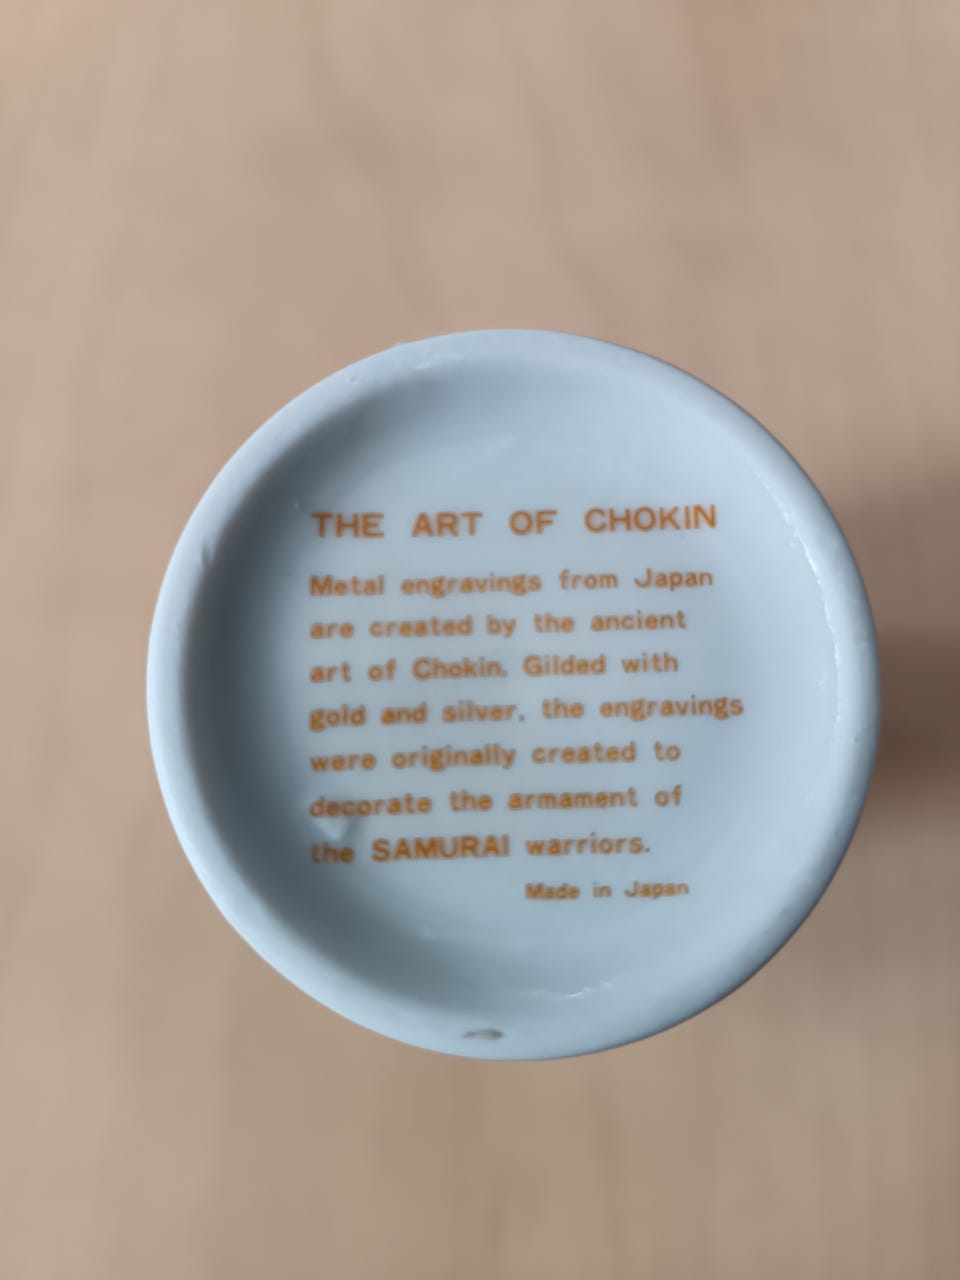 THE ART OF CHOKIN
Metal engravings from Japan
are created by the ancient
art of Chokin. Gilded with
gold and silver, the engravings
were originally created to
decorate the armament of
the SAMURAI warriors.
Made in Japan